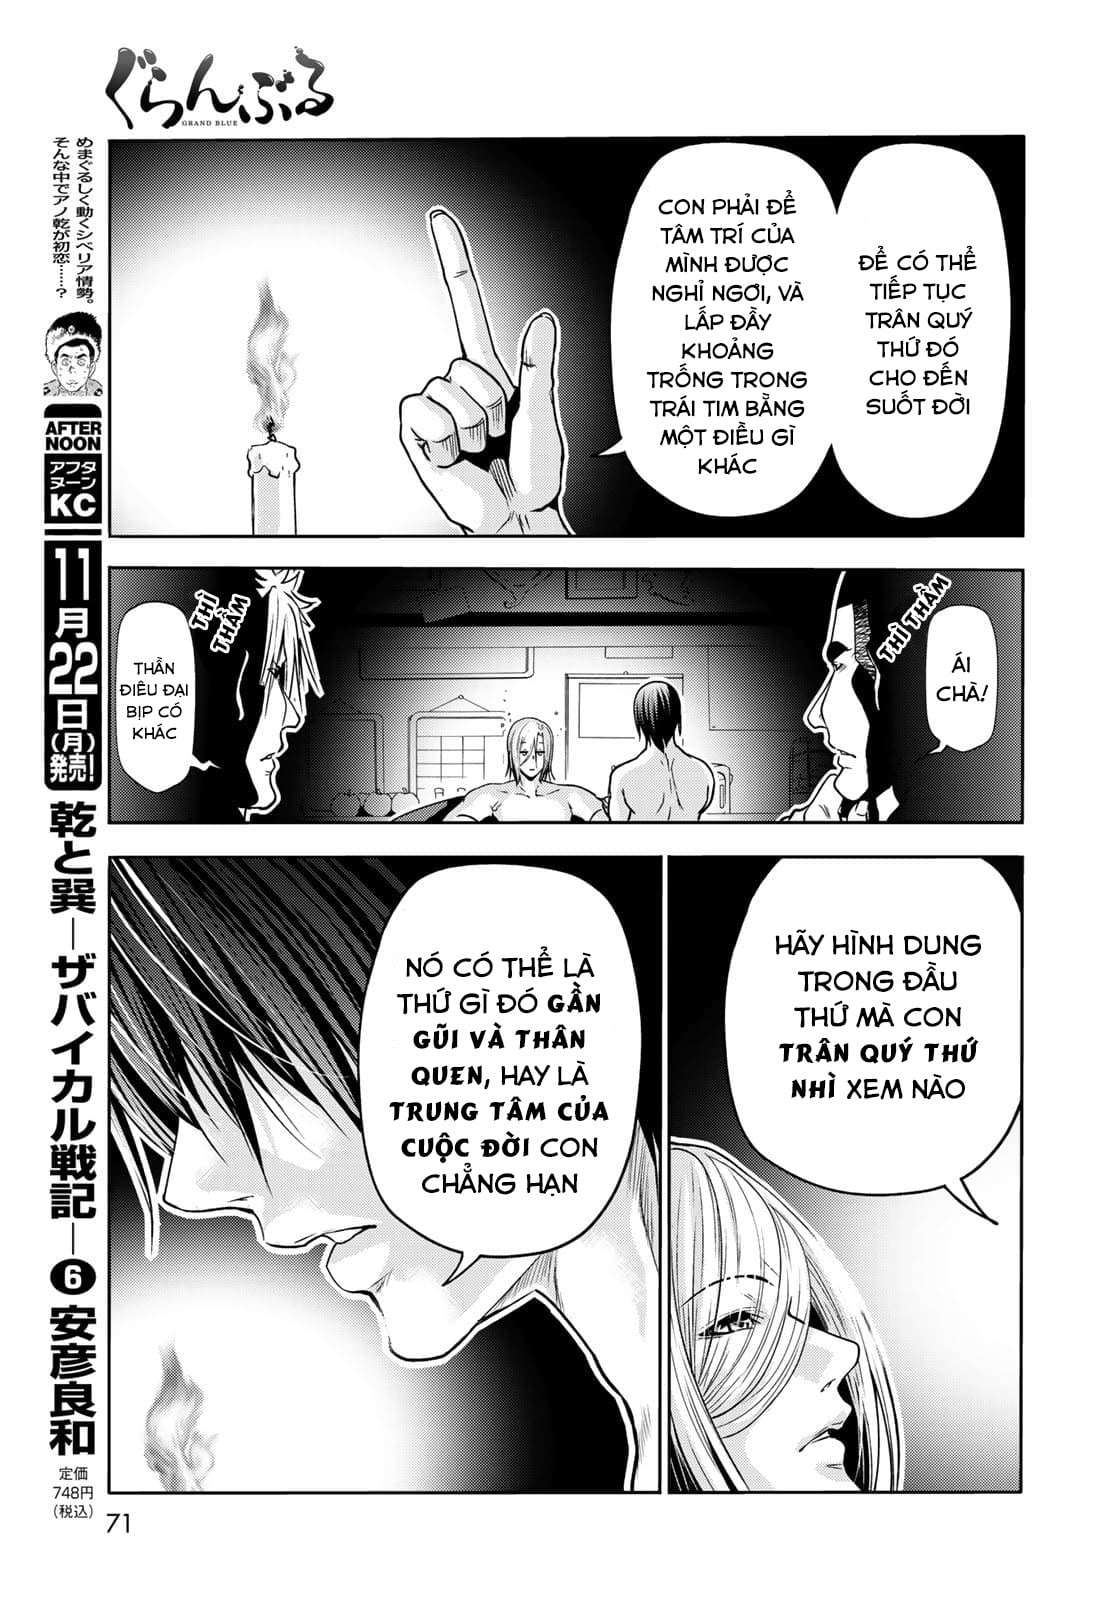 ぐらんぶる
GRAND BLUE
めまぐるしく動くシベリア情勢。
そんな中でアノ乾が初恋……?
AFTER
NOON
アフタ
ヌーン
KC
11月22日(月)発売!
乾と巽―ザバイカル戦記―❻安彦良和
定価
748円
(税込)
ĐỂ CÓ THỂ
TIẾP TỤC
TRÂN QUÝ
THỨ ĐÓ
CHO ĐẾN
SUỐT ĐỜI
CON PHẢI ĐỂ
TÂM TRÍ CỦA
MÌNH ĐƯỢC
NGHỈ NGƠI, VÀ
LẤP ĐẦY
KHOẢNG
TRỐNG TRONG
TRÁI TIM BẰNG
MỘT ĐIỀU GÌ
KHÁC
ÁI
CHÀ!
THÌ THẦM
THÌ
THẦM
THẦN
ĐIÊU ĐẠI
BỊP CÓ
KHÁC
HÃY HÌNH DUNG
TRONG ĐẦU
THỨ MÀ CON
TRÂN QUÝ THỨ
NHÌ XEM NÀO
NÓ CÓ THỂ LÀ
THỨ GÌ ĐÓ GẦN
GŨI VÀ THÂN
QUEN, HAY LÀ
TRUNG TÂM CỦA
CUỘC ĐỜI CON
CHẲNG HẠN
71